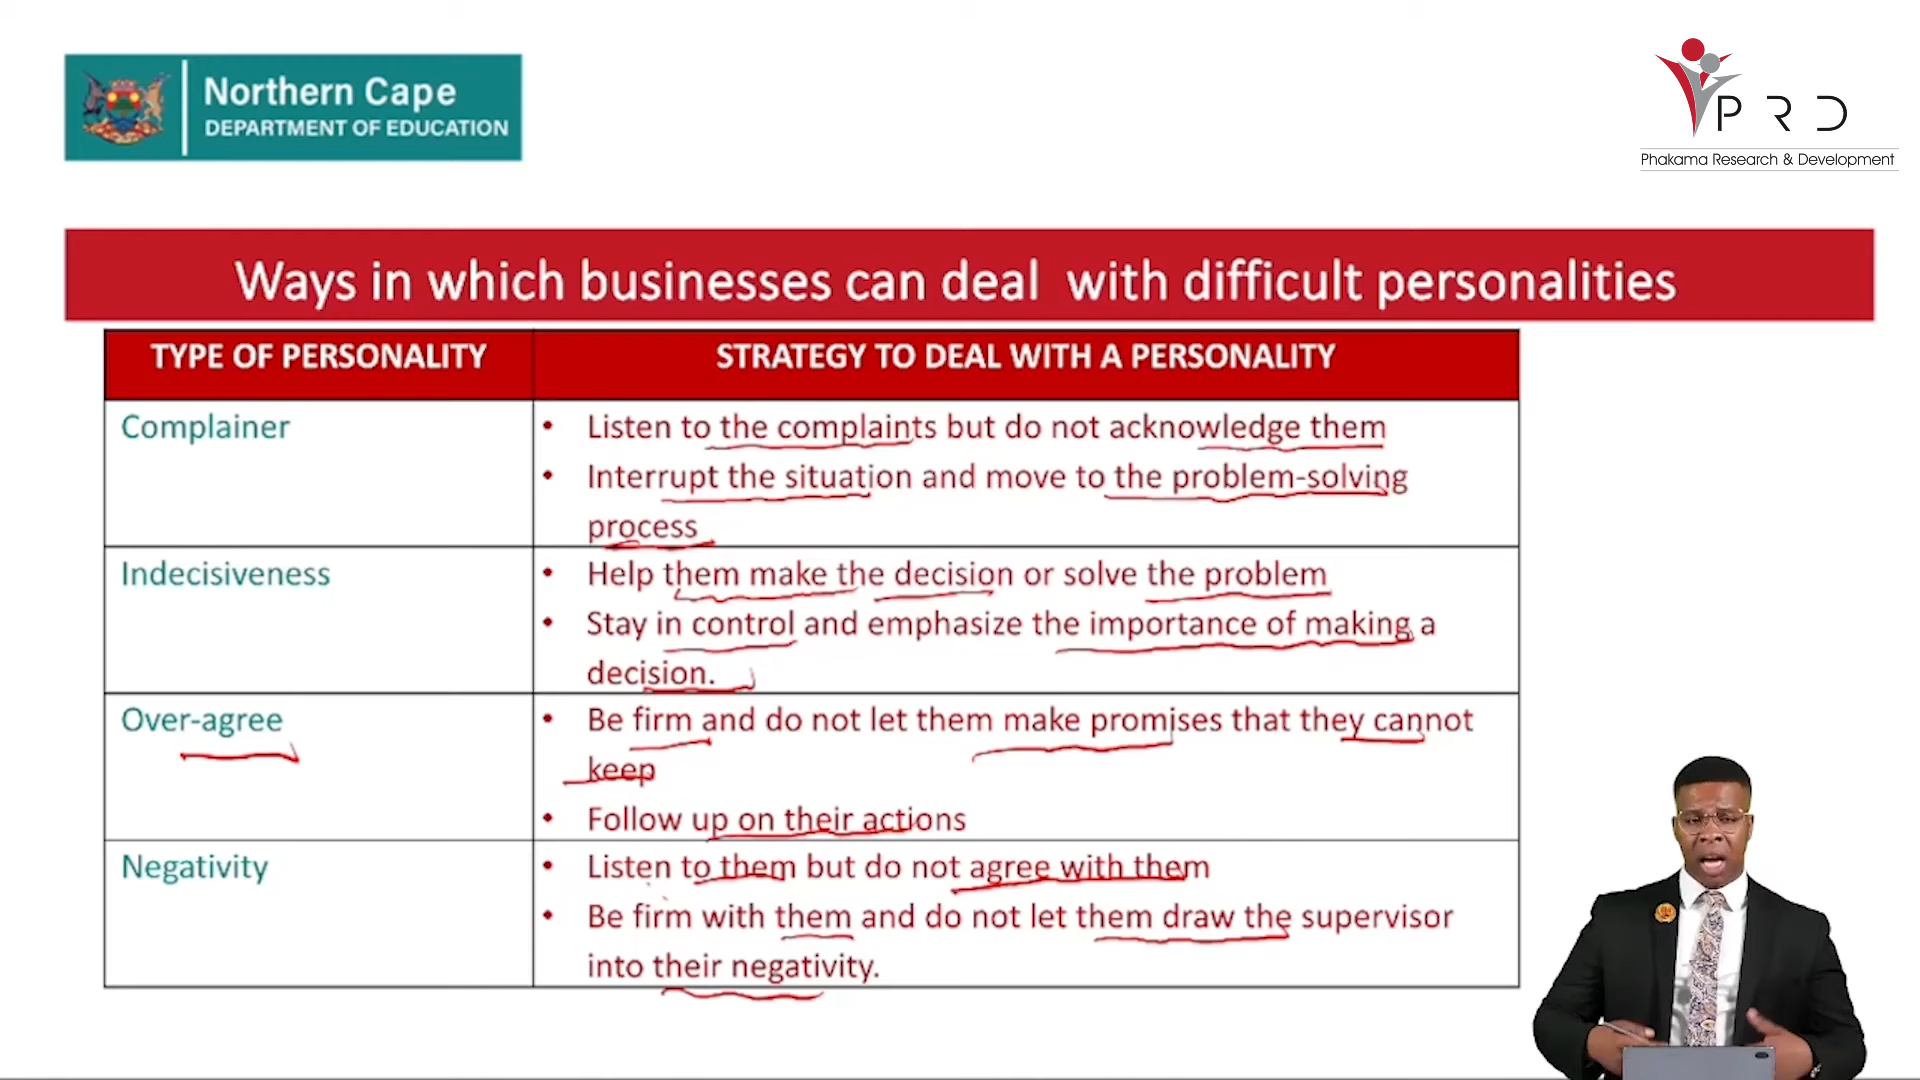 Northern Cape
DEPARTMENT OF EDUCATION
PRD
Phakama Research & Development
Ways in which businesses can deal with difficult personalities
TYPE OF PERSONALITY
STRATEGY TO DEAL WITH A PERSONALITY
Complainer
• Listen to the complaints but do not acknowledge them
• Interrupt the situation and move to the problem-solving
process
Indecisiveness
• Help them make the decision or solve the problem
• Stay in control and emphasize the importance of making a
decision.
Over-agree
• Be firm and do not let them make promises that they cannot
keep
• Follow up on their actions
Negativity
• Listen to them but do not agree with them
• Be firm with them and do not let them draw the supervisor
into their negativity.